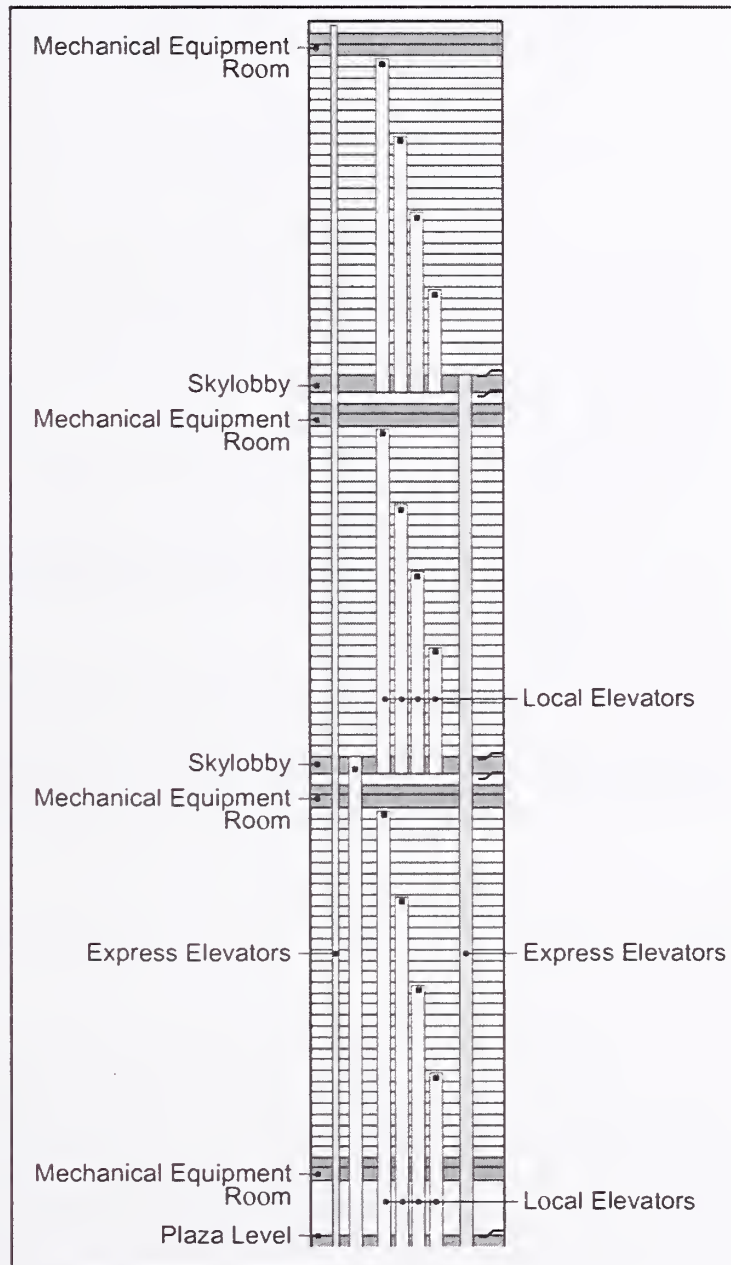 Mechanical Equipment
Room
Skylobby
Mechanical Equipment
Room
Local Elevators
Skylobby
Mechanical Equipment
Room
Express Elevators
Express Elevators
Mechanical Equipment
Room
Local Elevators
Plaza Level